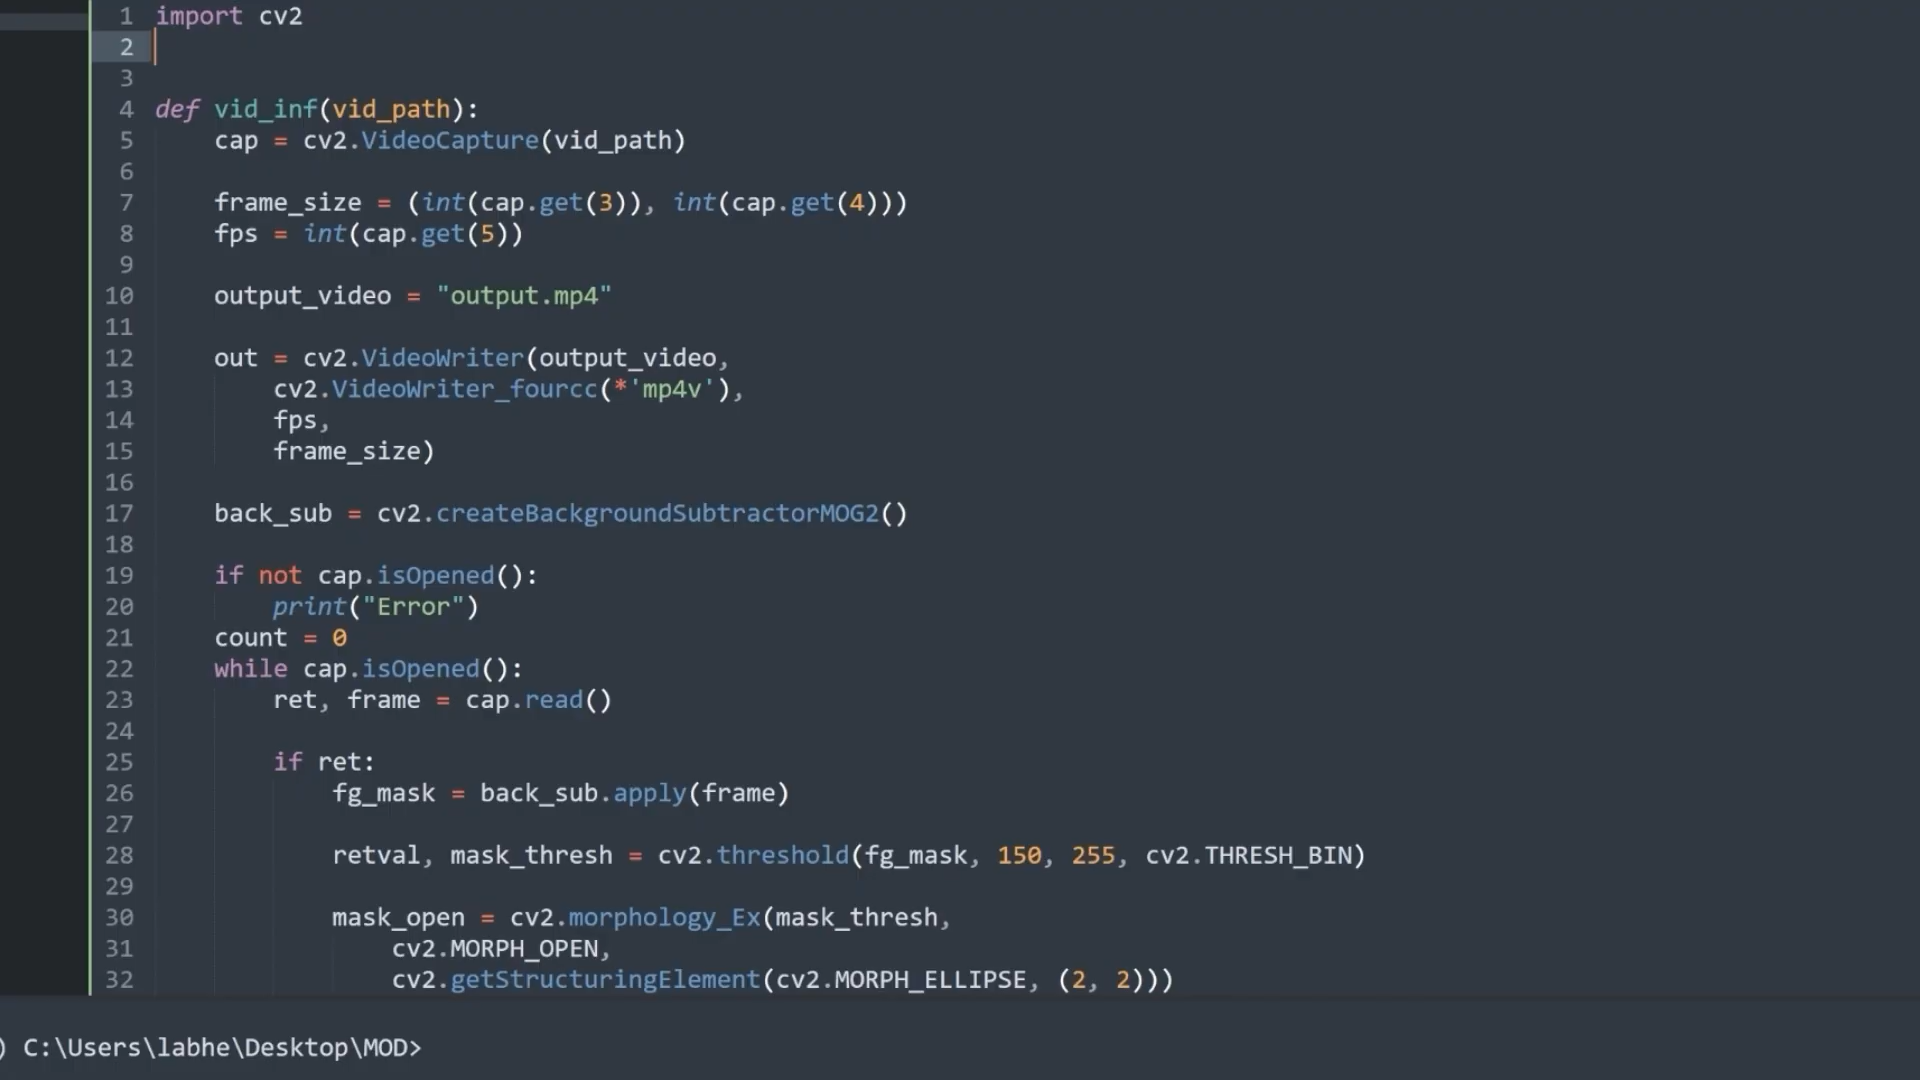 1 import cv2
2
3
4 def vid_inf(vid_path):
5     cap = cv2.VideoCapture(vid_path)
6
7     frame_size = (int(cap.get(3)), int(cap.get(4)))
8     fps = int(cap.get(5))
9
10     output_video = "output.mp4"
11
12     out = cv2.VideoWriter(output_video,
13         cv2.VideoWriter_fourcc(*'mp4v'),
14         fps,
15         frame_size)
16
17     back_sub = cv2.createBackgroundSubtractorMOG2()
18
19     if not cap.isOpened():
20         print("Error")
21     count = 0
22     while cap.isOpened():
23         ret, frame = cap.read()
24
25         if ret:
26             fg_mask = back_sub.apply(frame)
27
28             retval, mask_thresh = cv2.threshold(fg_mask, 150, 255, cv2.THRESH_BIN)
29
30             mask_open = cv2.morphology_Ex(mask_thresh,
31                 cv2.MORPH_OPEN,
32                 cv2.getStructuringElement(cv2.MORPH_ELLIPSE, (2, 2)))
) C:\Users\labhe\Desktop\MOD>